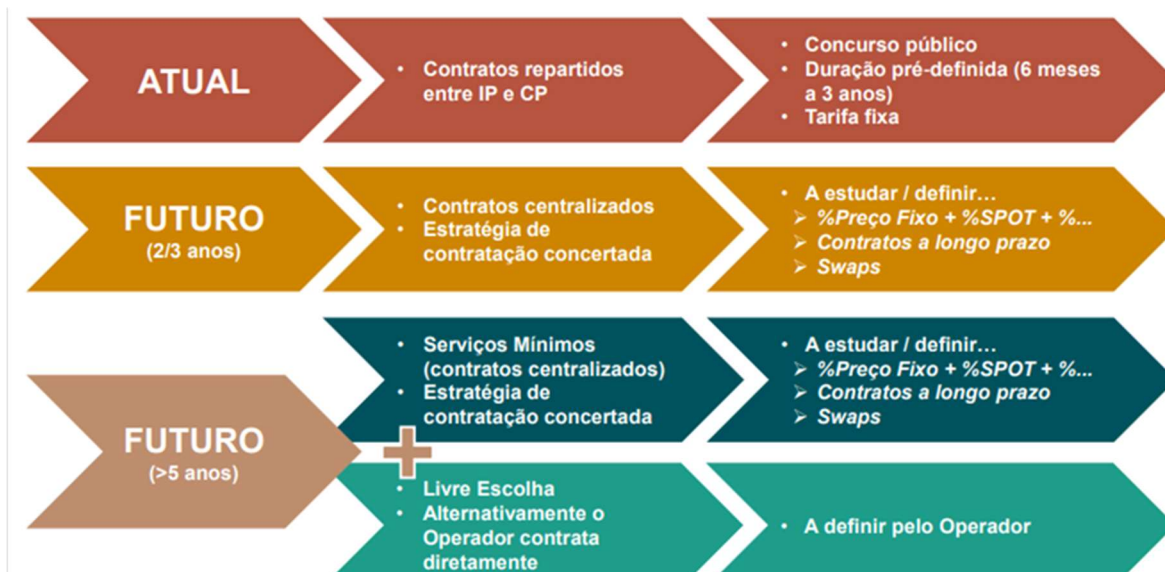 ATUAL
• Contratos repartidos
entre IP e CP
• Concurso público
• Duração pré-definida (6 meses
a 3 anos)
• Tarifa fixa
FUTURO
(2/3 anos)
• Contratos centralizados
• Estratégia de
contratação concertada
• A estudar / definir...
➢ %Preço Fixo + %SPOT + %...
➢ Contratos a longo prazo
➢ Swaps
FUTURO
(>5 anos)
• Serviços Mínimos
(contratos centralizados)
• Estratégia de
contratação concertada
• A estudar / definir...
➢ %Preço Fixo + %SPOT + %...
➢ Contratos a longo prazo
➢ Swaps
• Livre Escolha
• Alternativamente o
Operador contrata
diretamente
• A definir pelo Operador